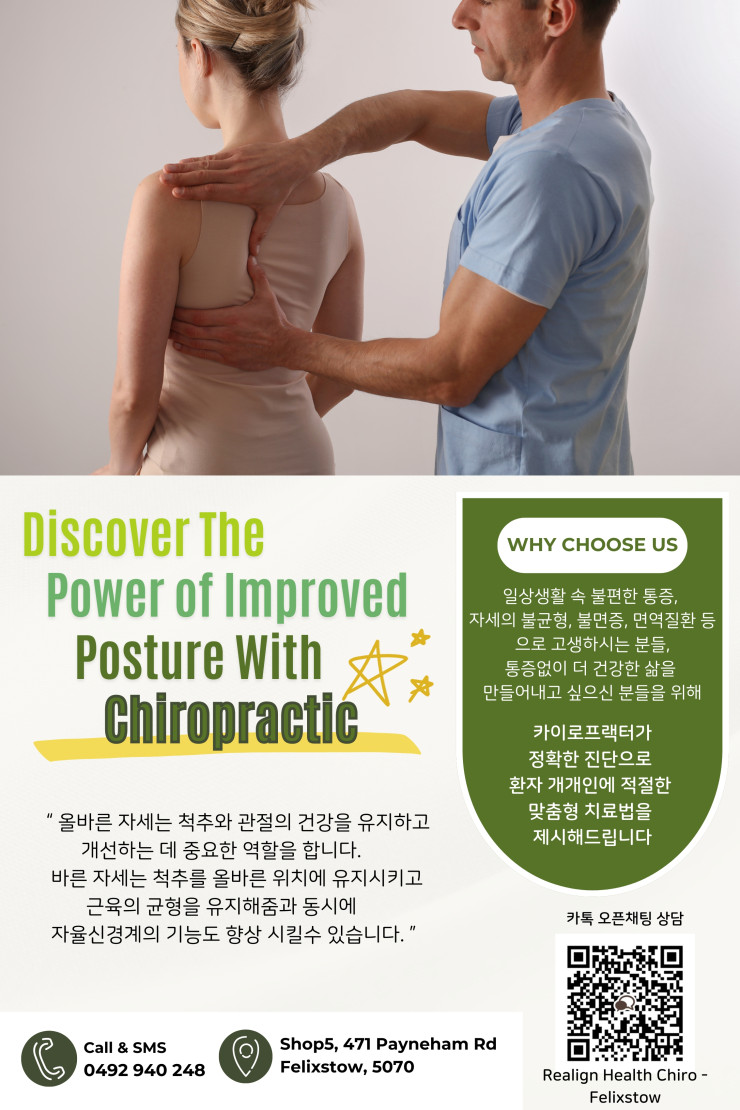 Discover The
Power of Improved
Posture With
Chiropractic
“ 올바른 자세는 척추와 관절의 건강을 유지하고
개선하는 데 중요한 역할을 합니다.
바른 자세는 척추를 올바른 위치에 유지시키고
근육의 균형을 유지해줌과 동시에
자율신경계의 기능도 향상 시킬수 있습니다. ”
WHY CHOOSE US
일상생활 속 불편한 통증,
자세의 불균형, 불면증, 면역질환 등
으로 고생하시는 분들,
통증없이 더 건강한 삶을
만들어내고 싶으신 분들을 위해
카이로프랙터가
정확한 진단으로
환자 개개인에 적절한
맞춤형 치료법을
제시해드립니다
카톡 오픈채팅 상담
Realign Health Chiro -
Felixstow
Call & SMS
0492 940 248
Shop5, 471 Payneham Rd
Felixstow, 5070